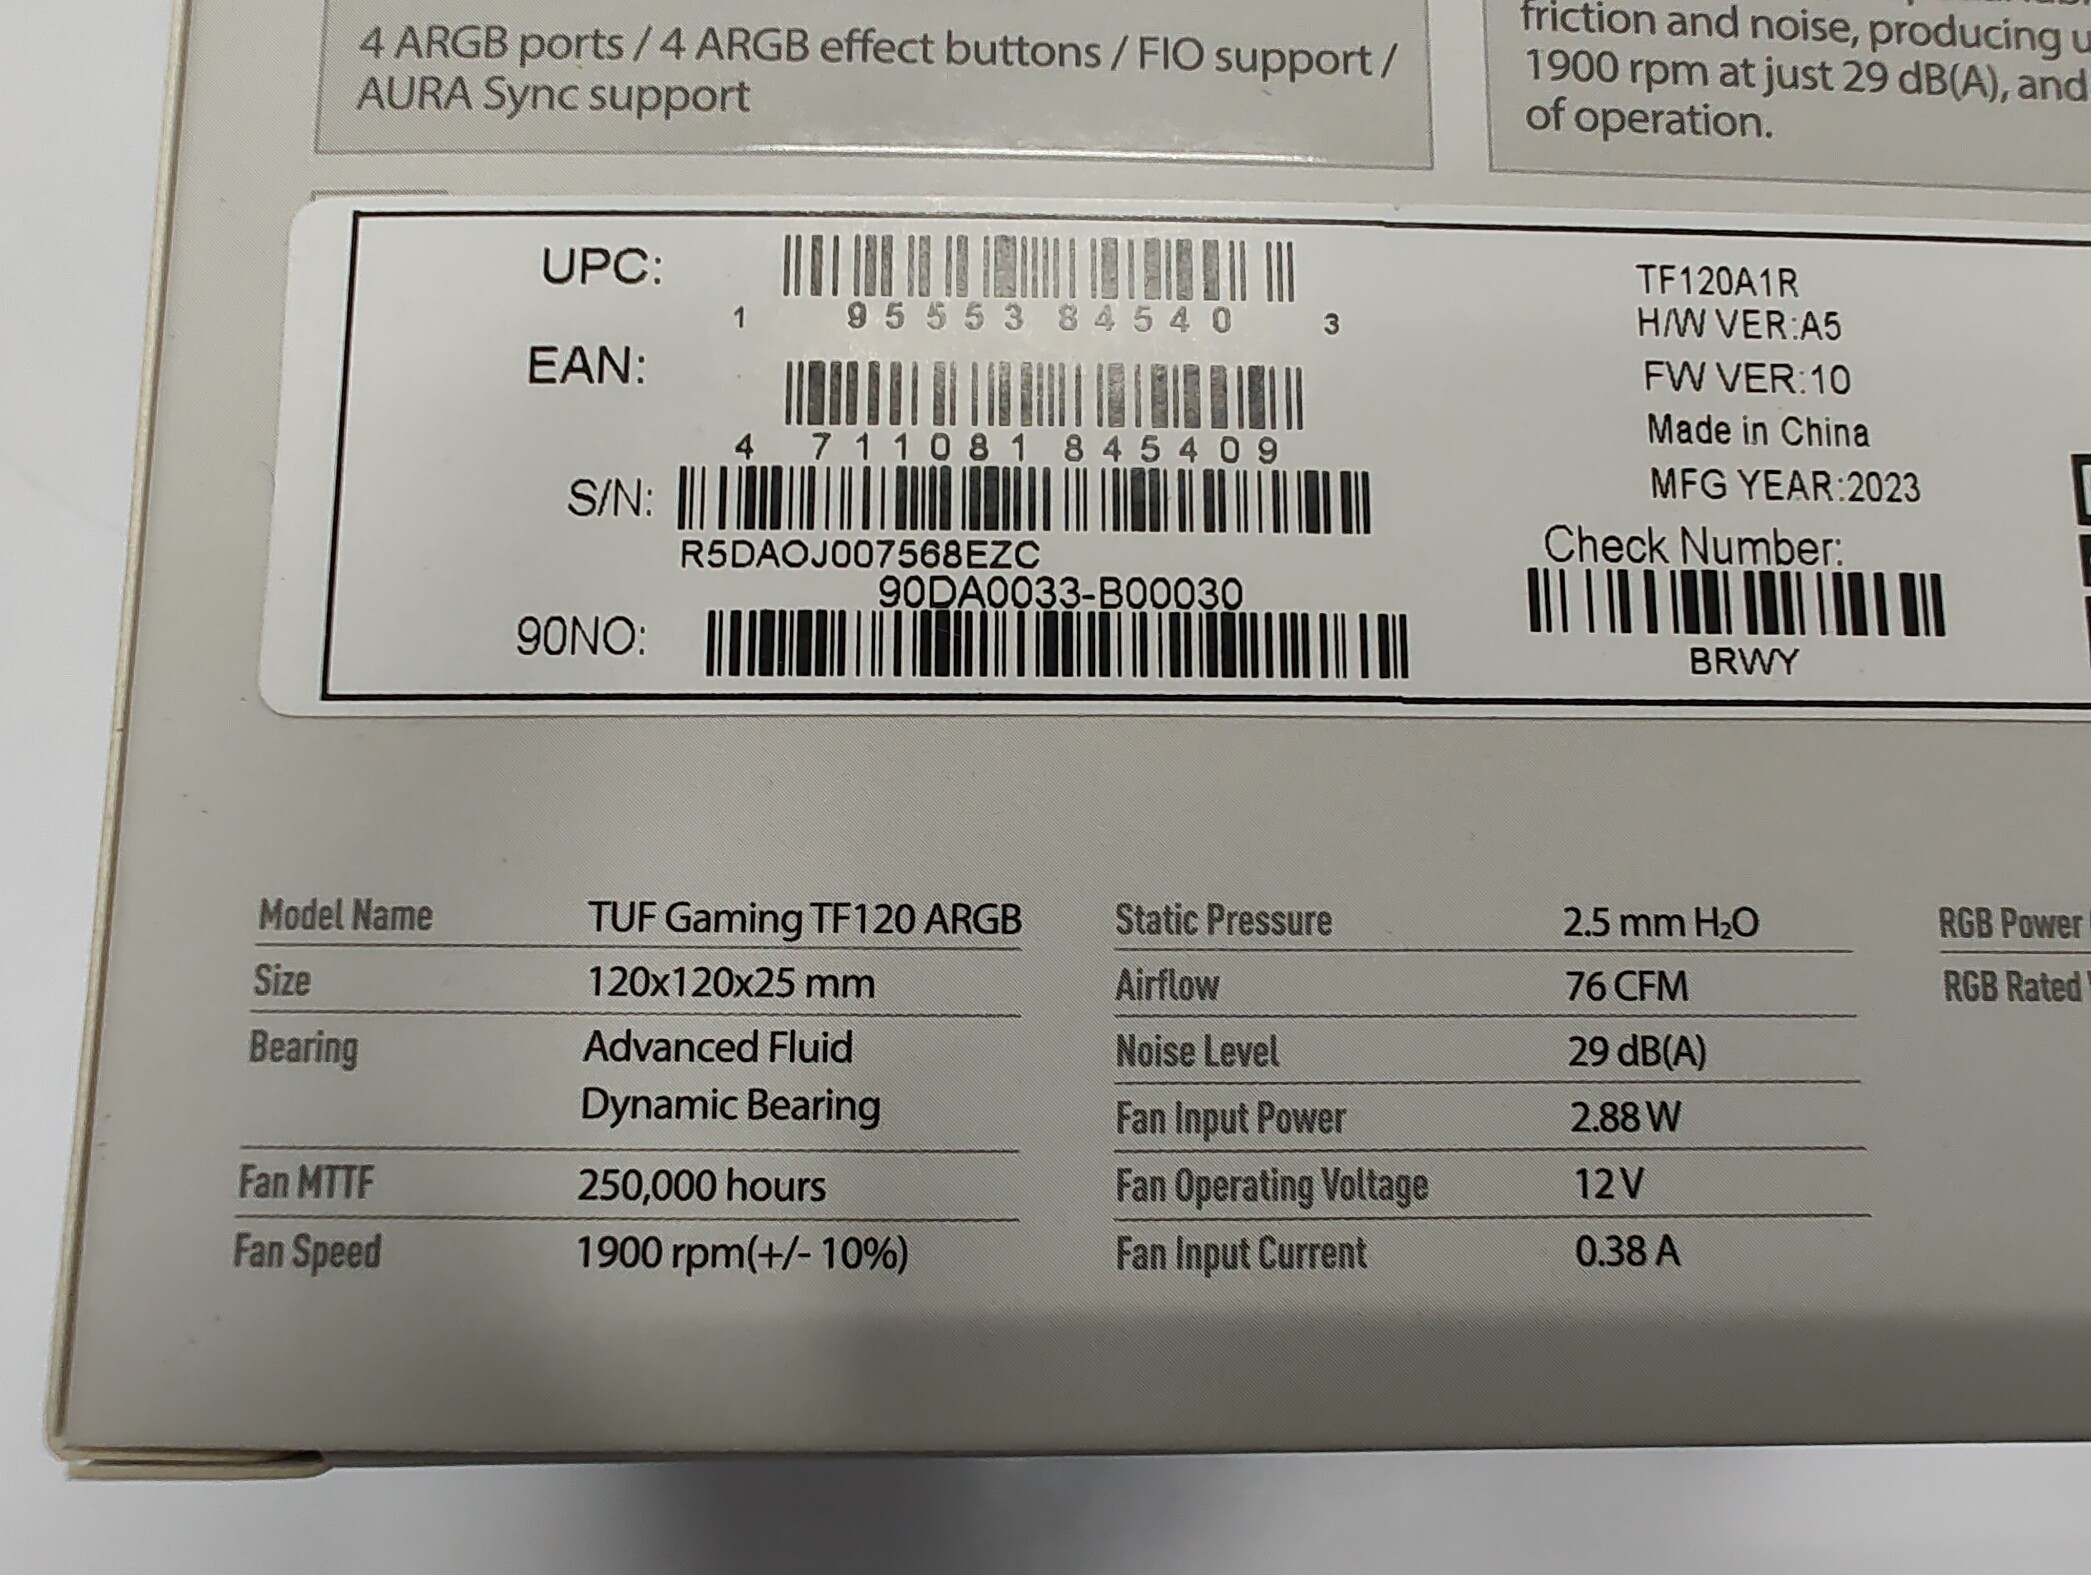 4 ARGB ports / 4 ARGB effect buttons / FIO support /
AURA Sync support
friction and noise, producing
1900 rpm at just 29 dB(A), and
of operation.
UPC:
1 95553 84540 3
EAN:
4 711081 845409
S/N:
R5DAOJ007568EZC
90DA0033-B00030
90NO:
TF120A1R
H/W VER:A5
FW VER:10
Made in China
MFG YEAR:2023
Check Number:
BRWY
Model Name TUF Gaming TF120 ARGB
Size 120x120x25 mm
Bearing Advanced Fluid
Dynamic Bearing
Fan MTTF 250,000 hours
Fan Speed 1900 rpm(+/- 10%)
Static Pressure 2.5 mm H₂O
Airflow 76 CFM
Noise Level 29 dB(A)
Fan Input Power 2.88 W
Fan Operating Voltage 12 V
Fan Input Current 0.38 A
RGB Power
RGB Rated